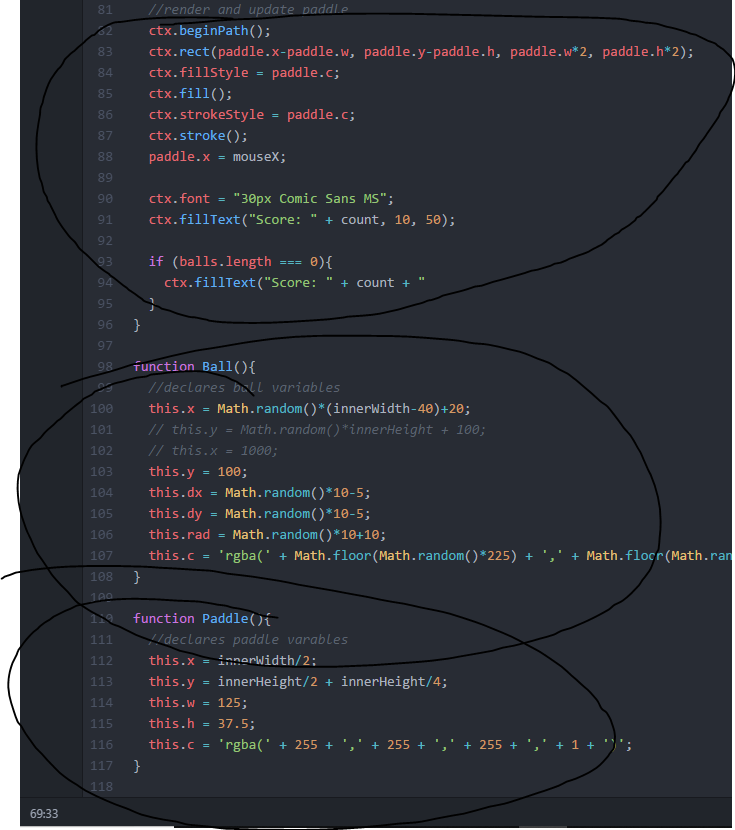 81 //render and update paddle
82 ctx.beginPath();
83 ctx.rect(paddle.x-paddle.w, paddle.y-paddle.h, paddle.w*2, paddle.h*2);
84 ctx.fillStyle = paddle.c;
85 ctx.fill();
86 ctx.strokeStyle = paddle.c;
87 ctx.stroke();
88 paddle.x = mouseX;
89
90 ctx.font = "30px Comic Sans MS";
91 ctx.fillText("Score: " + count, 10, 50);
92
93 if (balls.length === 0){
94 ctx.fillText("Score: " + count + "
95 }
96 }
97
98 function Ball(){
99 //declares ball variables
100 this.x = Math.random()*(innerWidth-40)+20;
101 // this.y = Math.random()*innerHeight + 100;
102 // this.x = 1000;
103 this.y = 100;
104 this.dx = Math.random()*10-5;
105 this.dy = Math.random()*10-5;
106 this.rad = Math.random()*10+10;
107 this.c = 'rgba(' + Math.floor(Math.random()*225) + ',' + Math.floor(Math.ran
108 }
109
110 function Paddle(){
111 //declares paddle varables
112 this.x = innerWidth/2;
113 this.y = innerHeight/2 + innerHeight/4;
114 this.w = 125;
115 this.h = 37.5;
116 this.c = 'rgba(' + 255 + ',' + 255 + ',' + 255 + ',' + 1 + ')';
117 }
118
69:33